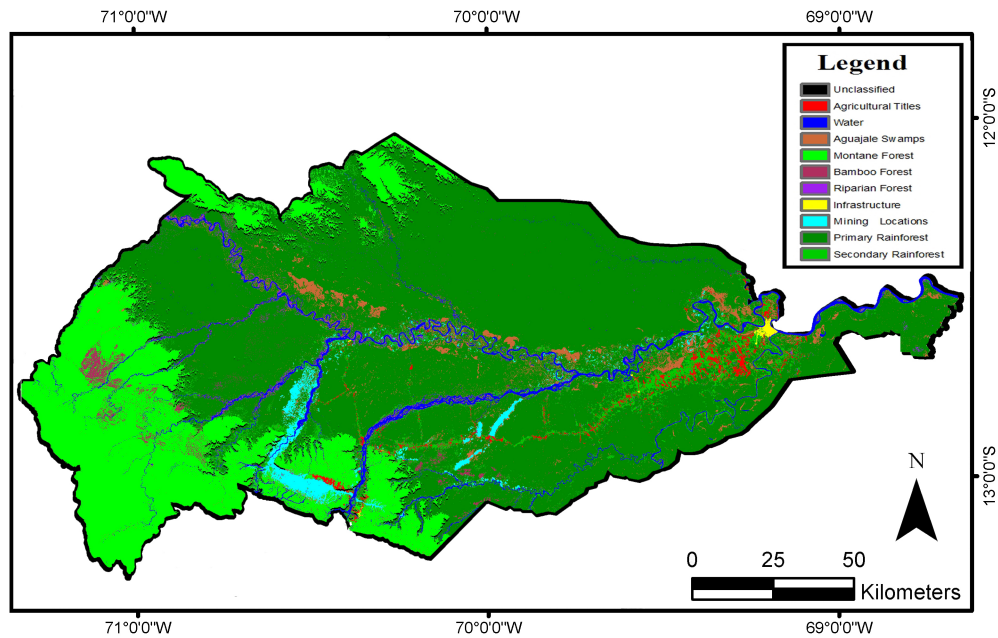 71°0'0"W 70°0'0"W 69°0'0"W
Legend
Unclassified
Agricultural Titles
Water
Aguajale Swamps
Montane Forest
Bamboo Forest
Riparian Forest
Infrastructure
Mining Locations
Primary Rainforest
Secondary Rainforest
12°0'0"S
13°0'0"S
N
0 25 50
Kilometers
71°0'0"W 70°0'0"W 69°0'0"W